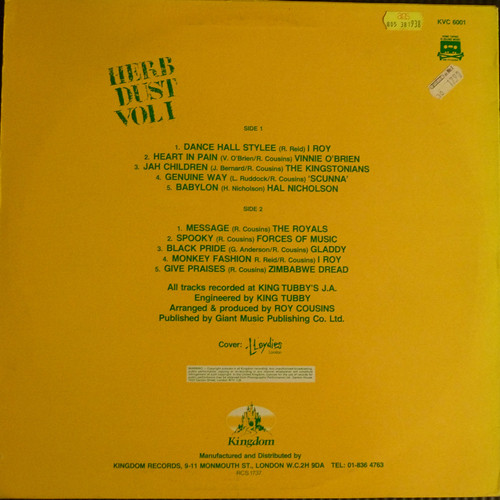 KVC 6001
HERB
DUST
VOL I
SIDE 1
1. DANCE HALL STYLEE (R. Reid) I ROY
2. HEART IN PAIN (V. O'Brien/R. Cousins) VINNIE O'BRIEN
3. JAH CHILDREN (J. Bernard/R. Cousins) THE KINGSTONIANS
4. GENUINE WAY (L. Ruddock/R. Cousins) 'SCUNNA'
5. BABYLON (H. Nicholson) HAL NICHOLSON
SIDE 2
1. MESSAGE (R. Cousins) THE ROYALS
2. SPOOKY (R. Cousins) FORCES OF MUSIC
3. BLACK PRIDE (G. Anderson/R. Cousins) GLADDY
4. MONKEY FASHION R. Reid/R. Cousins) I ROY
5. GIVE PRAISES (R. Cousins) ZIMBABWE DREAD
All tracks recorded at KING TUBBY'S J.A.
Engineered by KING TUBBY
Arranged & produced by ROY COUSINS
Published by Giant Music Publishing Co. Ltd.
Cover: Lloydies
London
Kingdom
Manufactured and Distributed by
KINGDOM RECORDS, 9-11 MONMOUTH ST., LONDON W.C.2H 9DA TEL: 01-836 4763